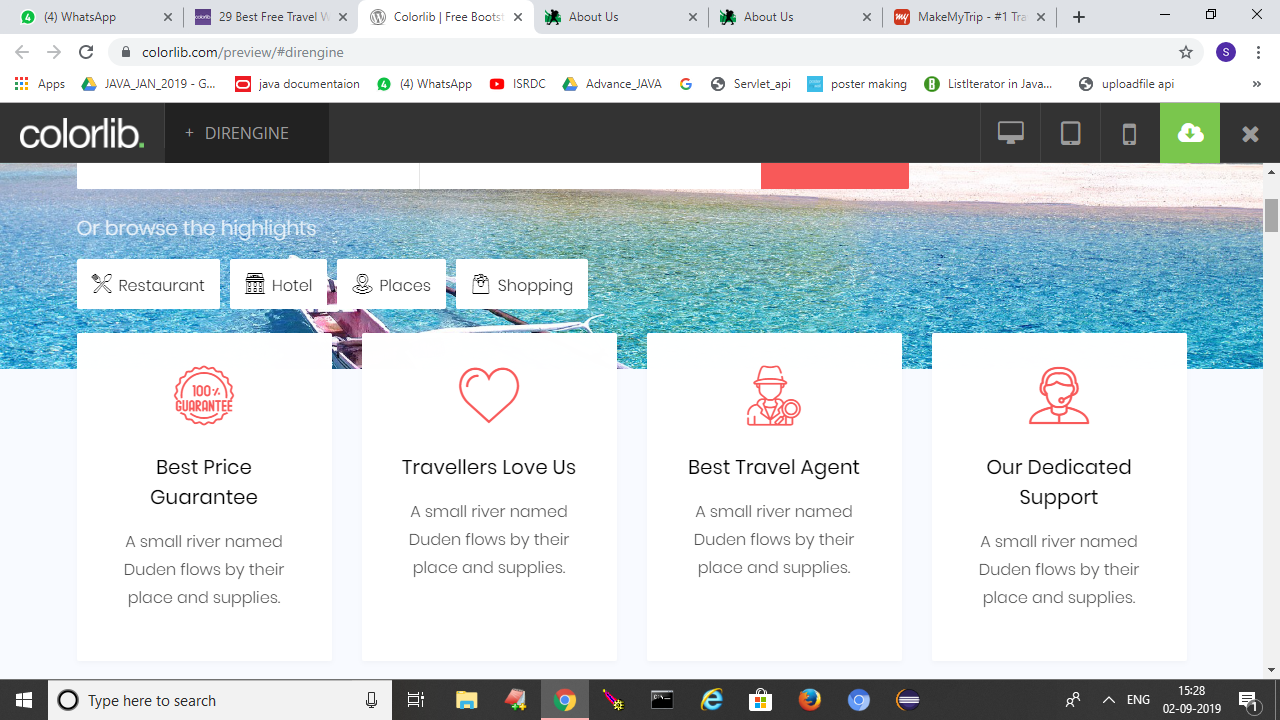 (4) WhatsApp
29 Best Free Travel W
Colorlib | Free Boots
About Us
About Us
MakeMyTrip - #1 Tra
colorlib.com/preview/#direngine
S
Apps
JAVA_JAN_2019 - G...
java documentaion
(4) WhatsApp
ISRDC
Advance_JAVA
Servlet_api
poster making
ListIterator in Java...
uploadfile api
»
colorlib.
+ DIRENGINE
Or browse the highlights
Restaurant
Hotel
Places
Shopping
100%
GUARANTEE
Best Price
Guarantee
A small river named
Duden flows by their
place and supplies.
Travellers Love Us
A small river named
Duden flows by their
place and supplies.
Best Travel Agent
A small river named
Duden flows by their
place and supplies.
Our Dedicated
Support
A small river named
Duden flows by their
place and supplies.
Type here to search
ENG
15:28
02-09-2019
1